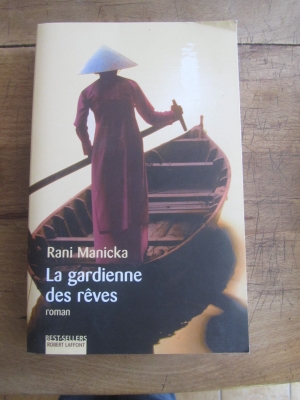 Rani Manicka
La gardienne
des rêves
roman
BEST-SELLERS
ROBERT LAFFONT